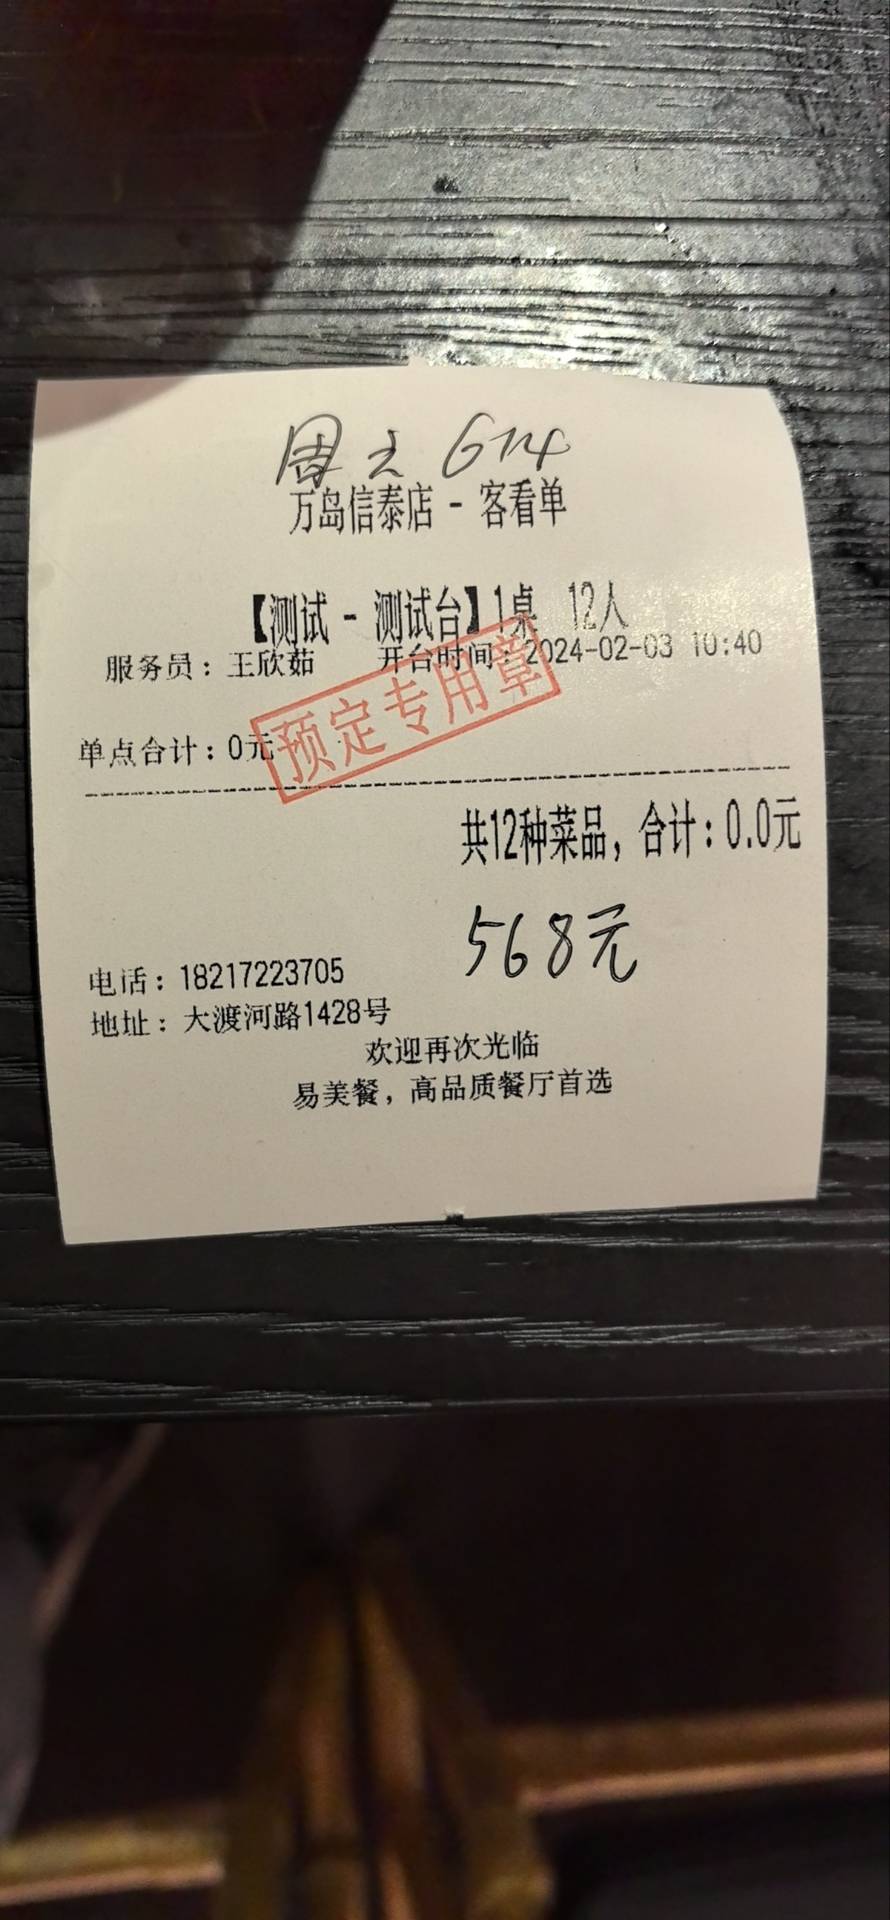 周 614
万岛信泰店 - 客看单
【测试 - 测试台】1桌 12人
服务员：王欣茹 开台时间：2024-02-03 10:40
预定专用章
单点合计：0元
共12种菜品，合计：0.0元
568元
电话：18217223705
地址：大渡河路1428号
欢迎再次光临
易美餐，高品质餐厅首选